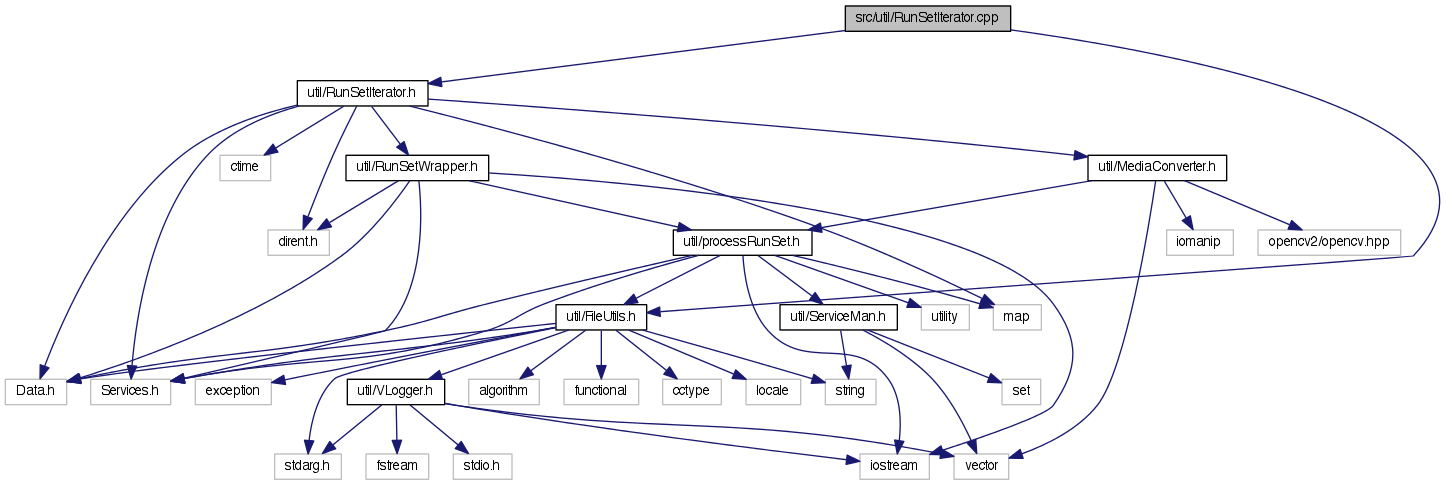 src/util/RunSetIterator.cpp
util/RunSetIterator.h
ctime
util/RunSetWrapper.h
util/MediaConverter.h
dirent.h
util/processRunSet.h
iomanip
opencv2/opencv.hpp
util/FileUtils.h
util/ServiceMan.h
utility
map
Data.h
Services.h
exception
util/VLogger.h
algorithm
functional
cctype
locale
string
set
stdarg.h
fstream
stdio.h
iostream
vector